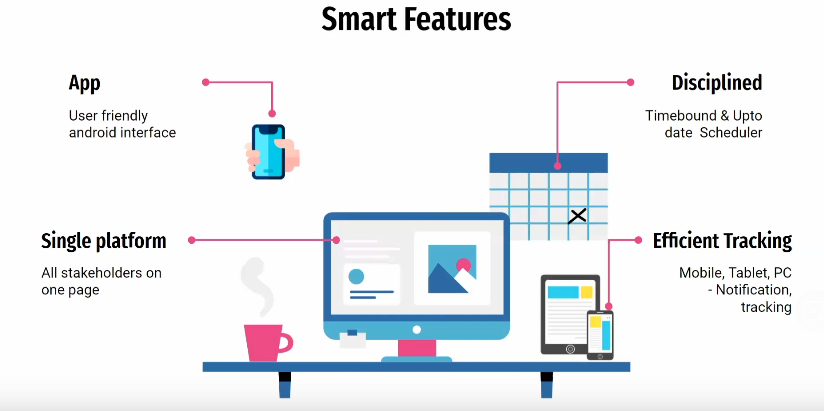 Smart Features
App
User friendly
android interface
Disciplined
Timebound & Upto
date Scheduler
Single platform
All stakeholders on
one page
Efficient Tracking
Mobile, Tablet, PC
- Notification,
tracking